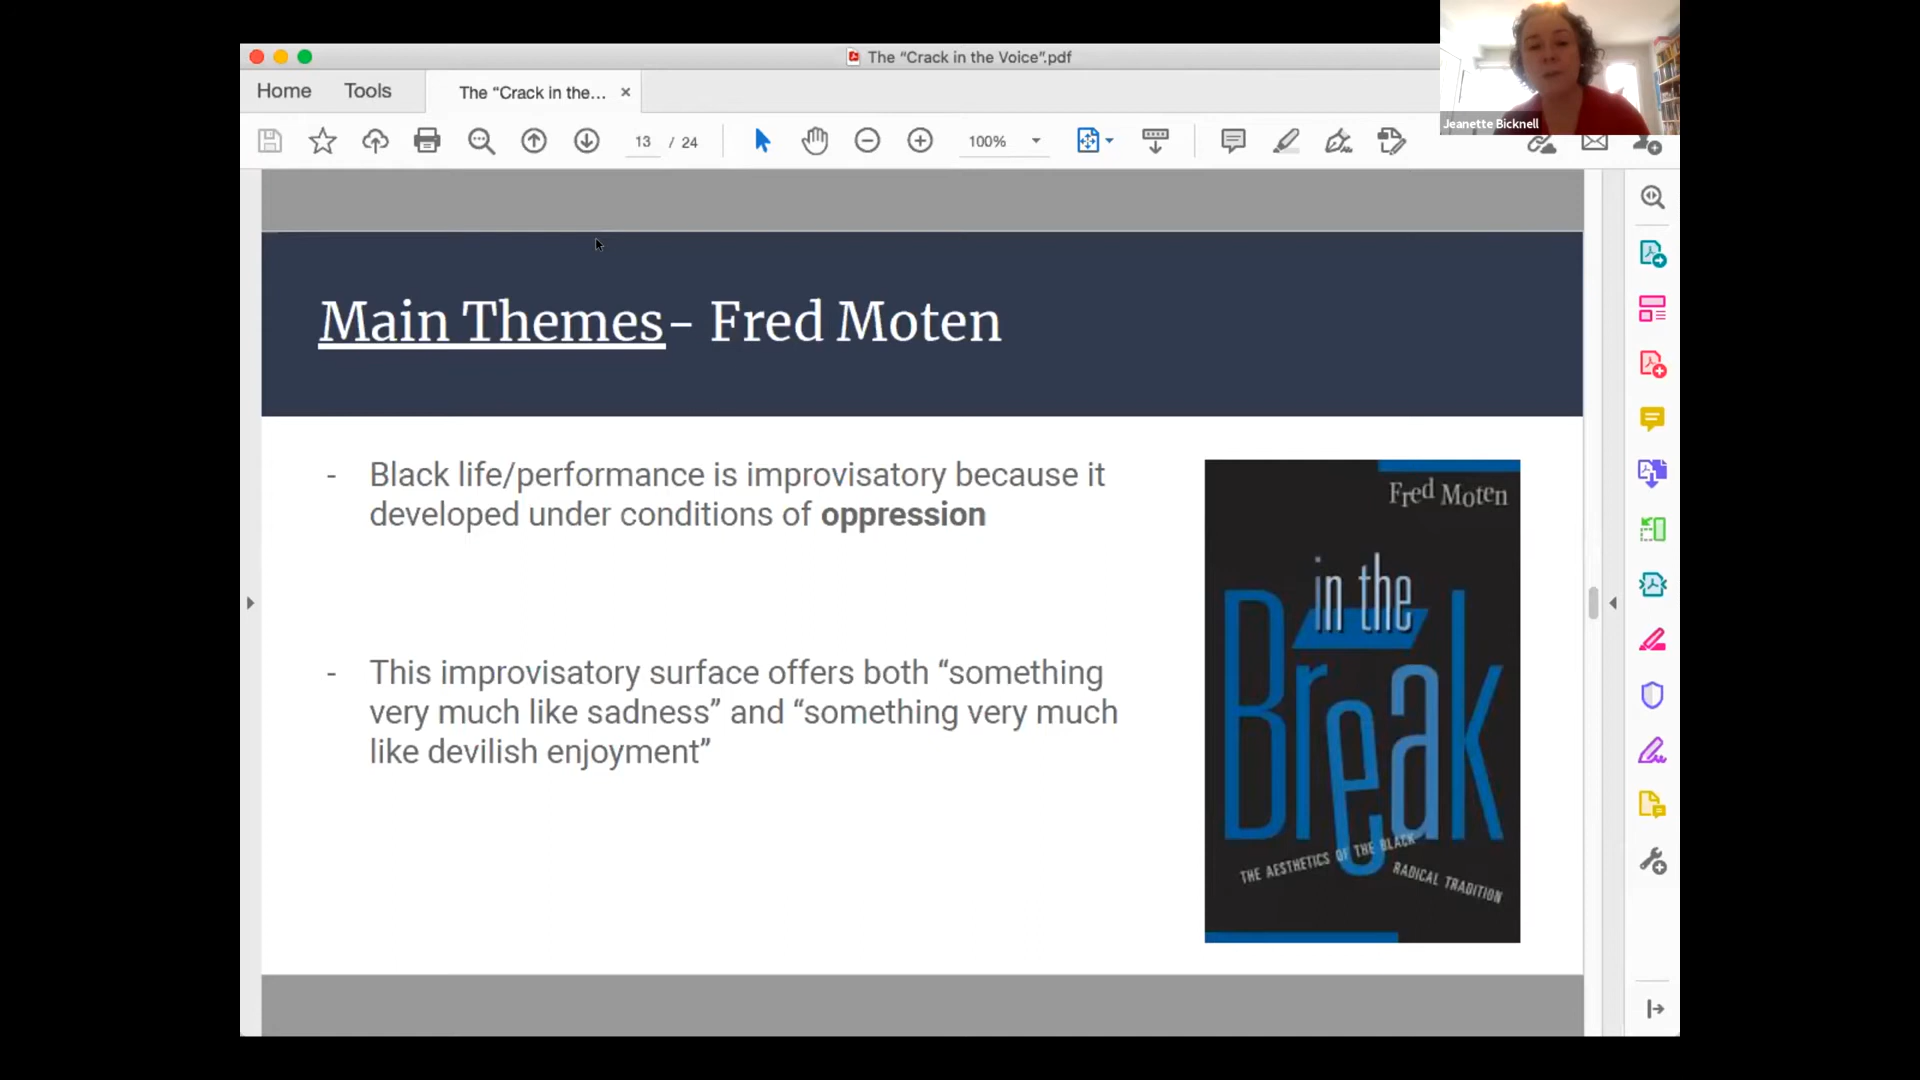 The “Crack in the Voice”.pdf
Home
Tools
The “Crack in the...
13 / 24
100%
Jeanette Bicknell
Main Themes- Fred Moten
- Black life/performance is improvisatory because it
developed under conditions of oppression
- This improvisatory surface offers both “something
very much like sadness” and “something very much
like devilish enjoyment”
Fred Moten
in the
Break
THE AESTHETICS OF THE BLACK
RADICAL TRADITION